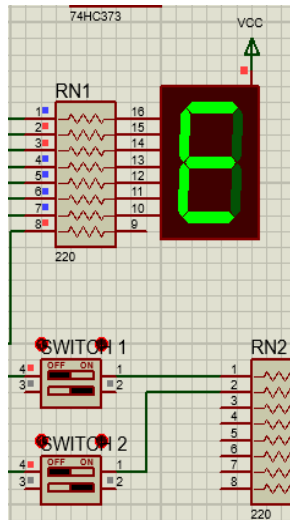 74HC373
VCC
RN1
1 16
2 15
3 14
4 13
5 12
6 11
7 10
8 9
220
E
SWITCH 1
RN2
OFF ON
4 1 1
3 2 2
3
4
SWITCH 2
5
OFF ON
6
4 1 7
3 2 8
220